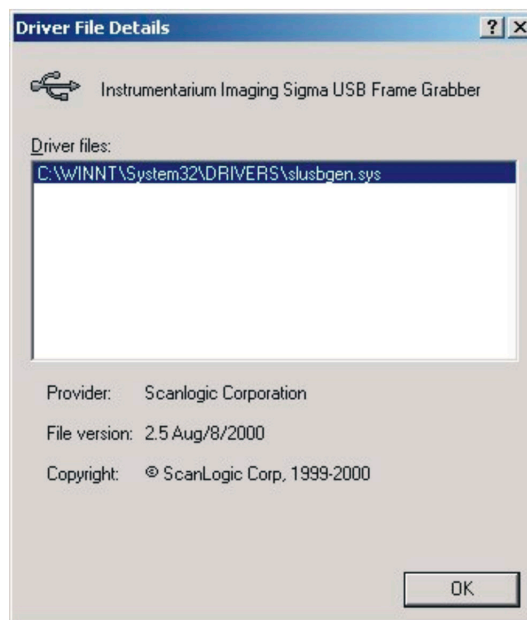 Driver File Details
Instrumentarium Imaging Sigma USB Frame Grabber
Driver files:
C:\WINNT\System32\DRIVERS\slusbgen.sys
Provider: Scanlogic Corporation
File version: 2.5 Aug/8/2000
Copyright: © ScanLogic Corp, 1999-2000
OK